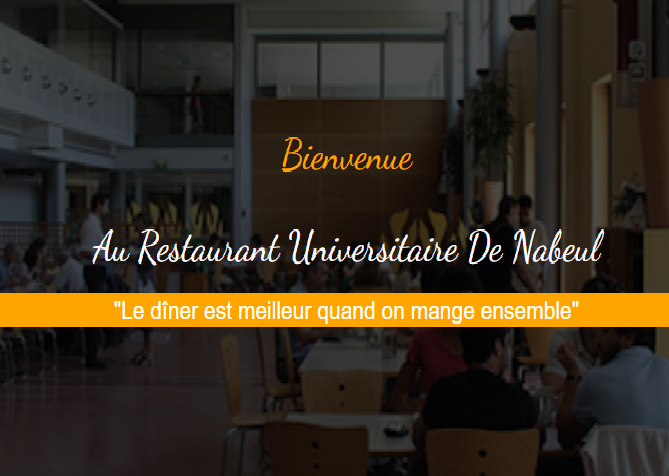 Bienvenue
Au Restaurant Universitaire De Nabeul
"Le dîner est meilleur quand on mange ensemble"